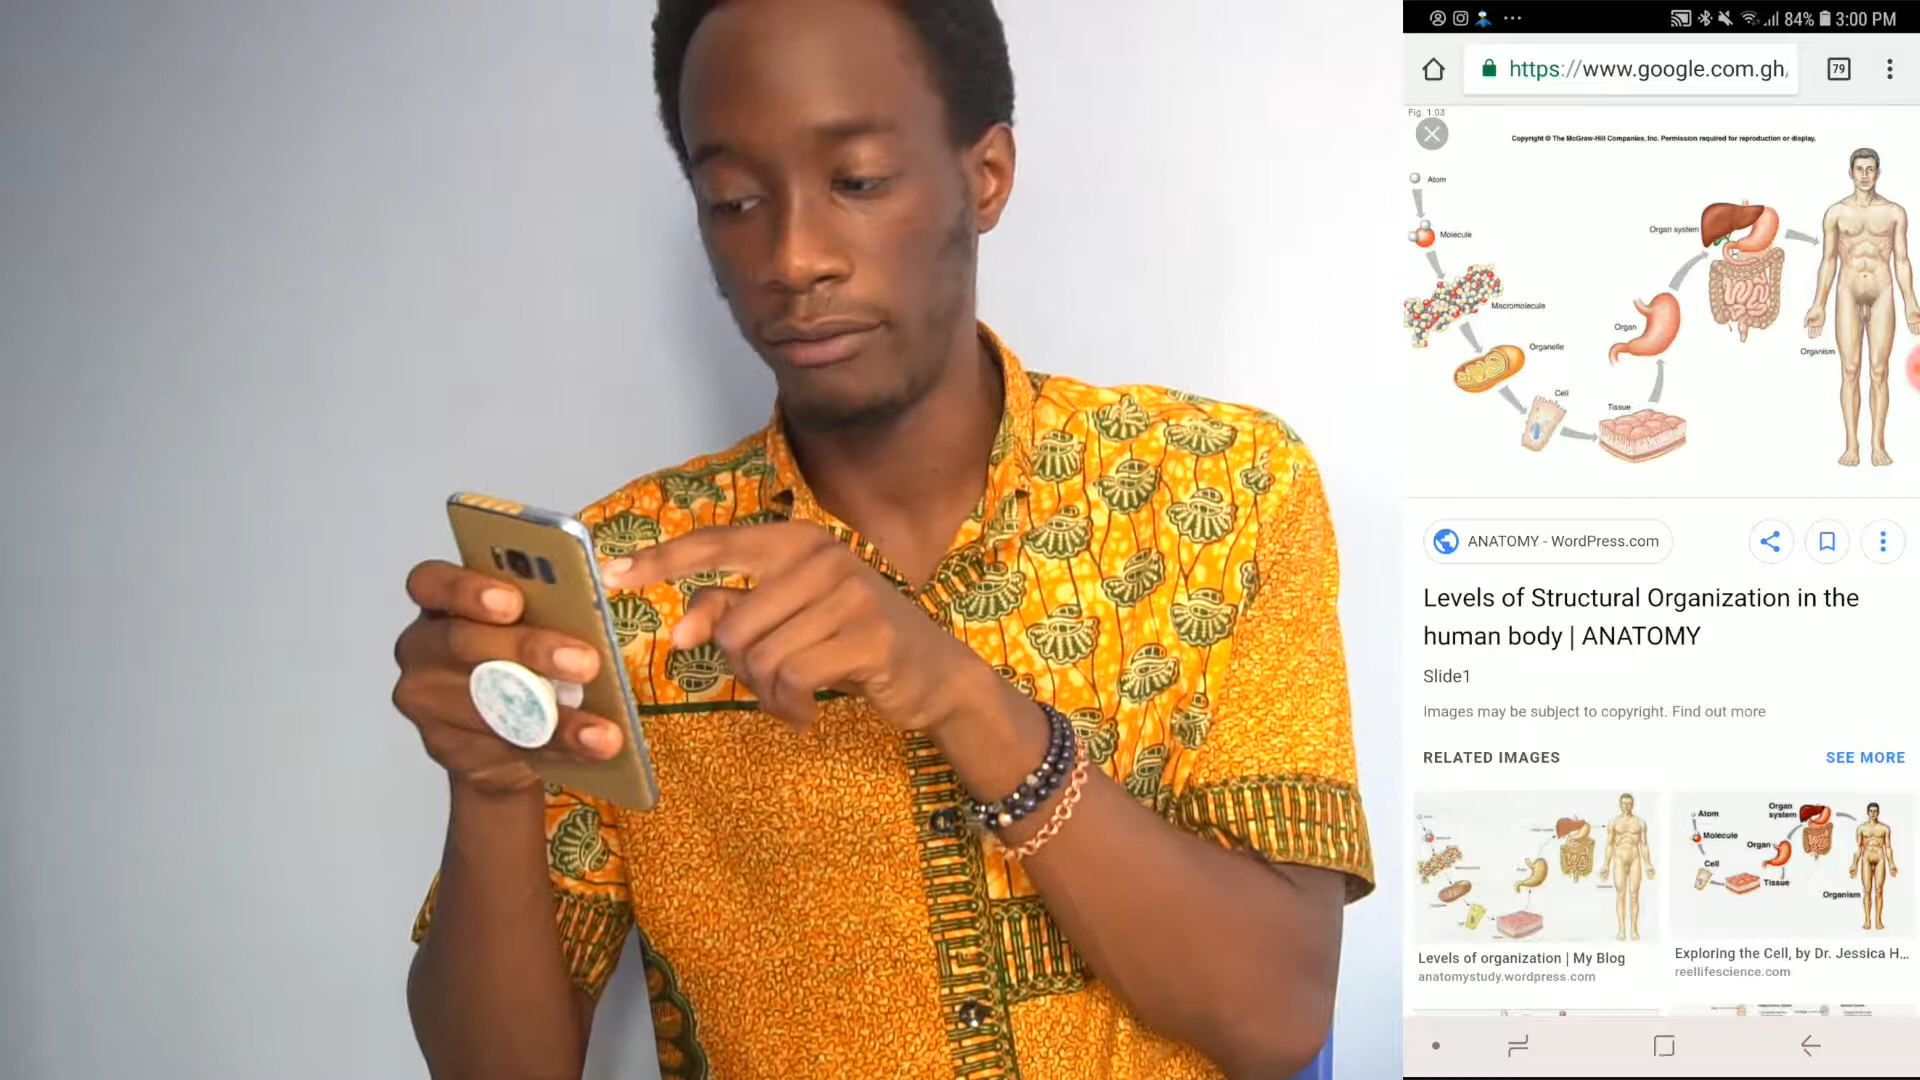 84% 3:00 PM
https://www.google.com.gh,
79
Fig. 1.03
Copyright © The McGraw-Hill Companies, Inc. Permission required for reproduction or display.
Atom
Molecule
Organ system
Macromolecule
Organ
Organelle
Organism
Cell
Tissue
ANATOMY - WordPress.com
Levels of Structural Organization in the
human body | ANATOMY
Slide1
Images may be subject to copyright. Find out more
RELATED IMAGES
SEE MORE
Atom
Organ
system
Molecule
Organ
Cell
Tissue
Organism
Levels of organization | My Blog
anatomystudy.wordpress.com
Exploring the Cell, by Dr. Jessica H...
reellifescience.com